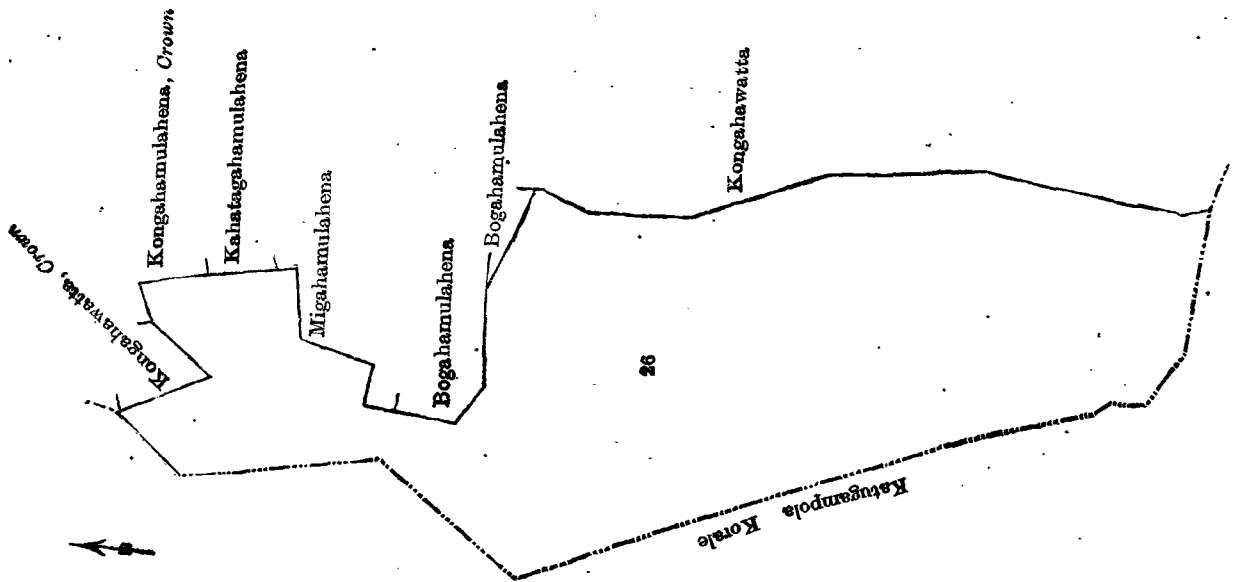 Kongahawatta, Crown
Kongahamulahena, Crown
Kahatagahamulahena
Migahamulahena
Bogahamulahena
Bogahamulahena
Kongahawatta
26
Katugampola Korale